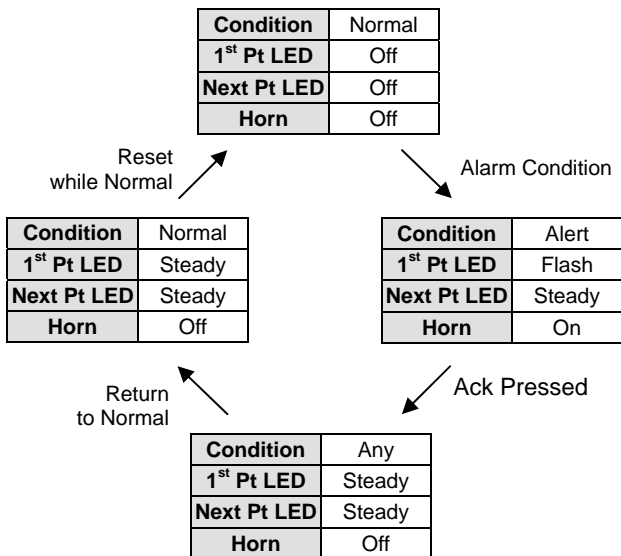 Condition Normal
1st Pt LED Off
Next Pt LED Off
Horn Off
Reset
while Normal
Alarm Condition
Condition Normal
1st Pt LED Steady
Next Pt LED Steady
Horn Off
Condition Alert
1st Pt LED Flash
Next Pt LED Steady
Horn On
Return
to Normal
Ack Pressed
Condition Any
1st Pt LED Steady
Next Pt LED Steady
Horn Off